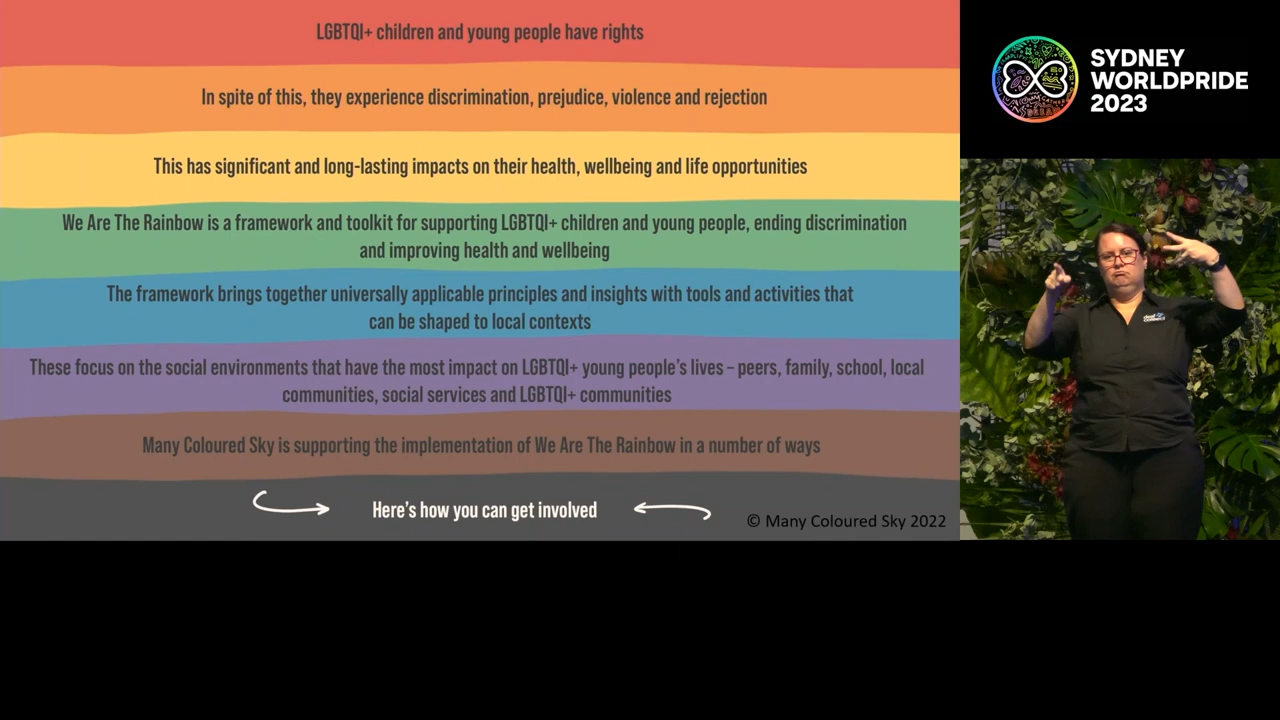 LGBTQI+ children and young people have rights
In spite of this, they experience discrimination, prejudice, violence and rejection
This has significant and long-lasting impacts on their health, wellbeing and life opportunities
We Are The Rainbow is a framework and toolkit for supporting LGBTQI+ children and young people, ending discrimination
and improving health and wellbeing
The framework brings together universally applicable principles and insights with tools and activities that
can be shaped to local contexts
These focus on the social environments that have the most impact on LGBTQI+ young people's lives – peers, family, school, local
communities, social services and LGBTQI+ communities
Many Coloured Sky is supporting the implementation of We Are The Rainbow in a number of ways
Here's how you can get involved
© Many Coloured Sky 2022
SYDNEY
WORLDPRIDE
2023
deaf
connect